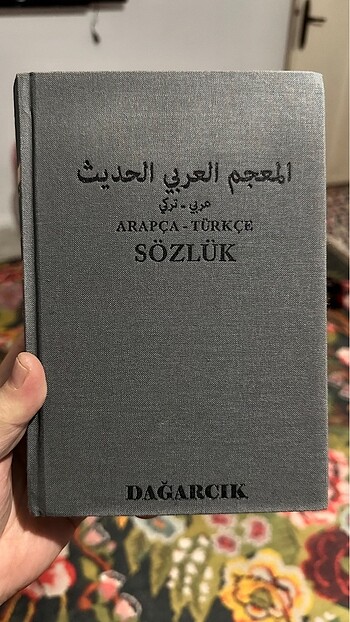 المعجم العربي الحديث
عربي - تركي
ARAPÇA - TÜRKÇE
SÖZLÜK
DAĞARCIK